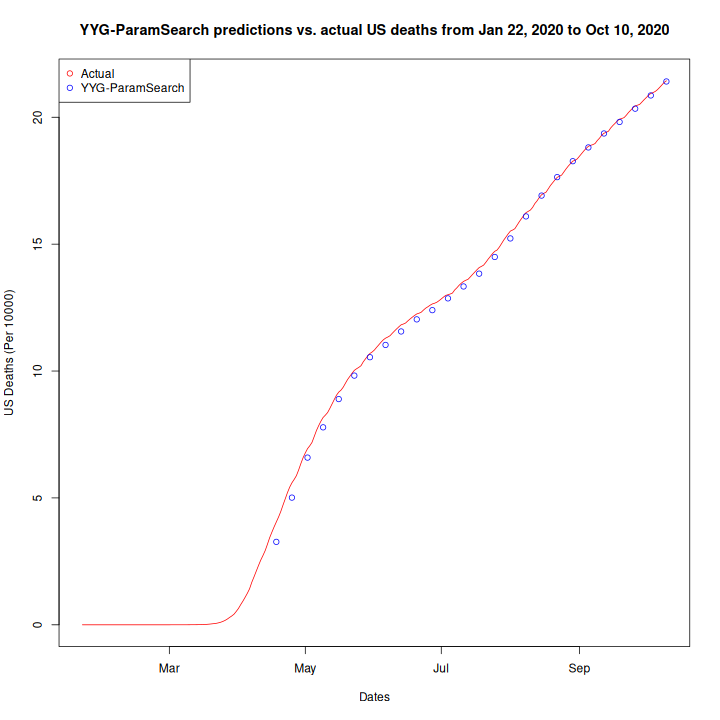 YYG-ParamSearch predictions vs. actual US deaths from Jan 22, 2020 to Oct 10, 2020
Actual
YYG-ParamSearch
20
15
10
5
0
US Deaths (Per 10000)
Mar
May
Jul
Sep
Dates